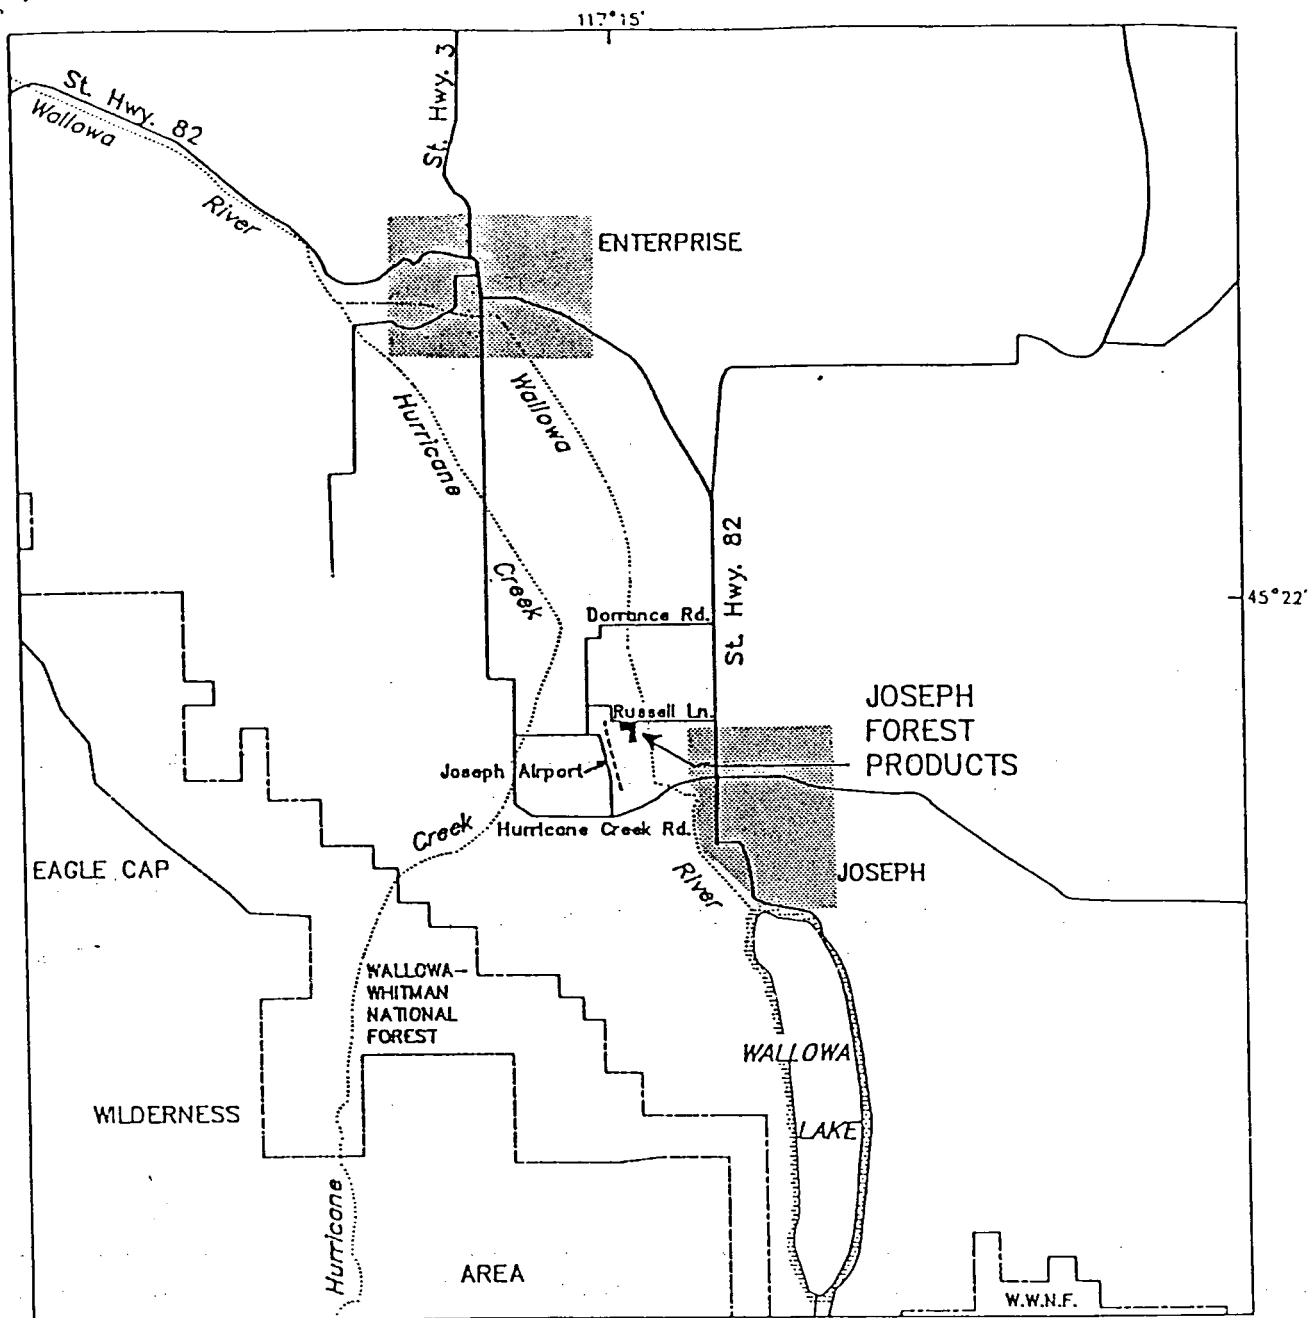 117°15'
St. Hwy. 3
St. Hwy. 82
Wallowa
River
ENTERPRISE
Wallowa
Hurricane
Creek
St. Hwy. 82
45°22'
Dorrance Rd.
Russell Ln.
JOSEPH
FOREST
PRODUCTS
Joseph Airport
Hurricane Creek Rd.
Creek
River
JOSEPH
EAGLE CAP
WALLOWA-
WHITMAN
NATIONAL
FOREST
WALLOWA
LAKE
WILDERNESS
Hurricane
AREA
W.W.N.F.